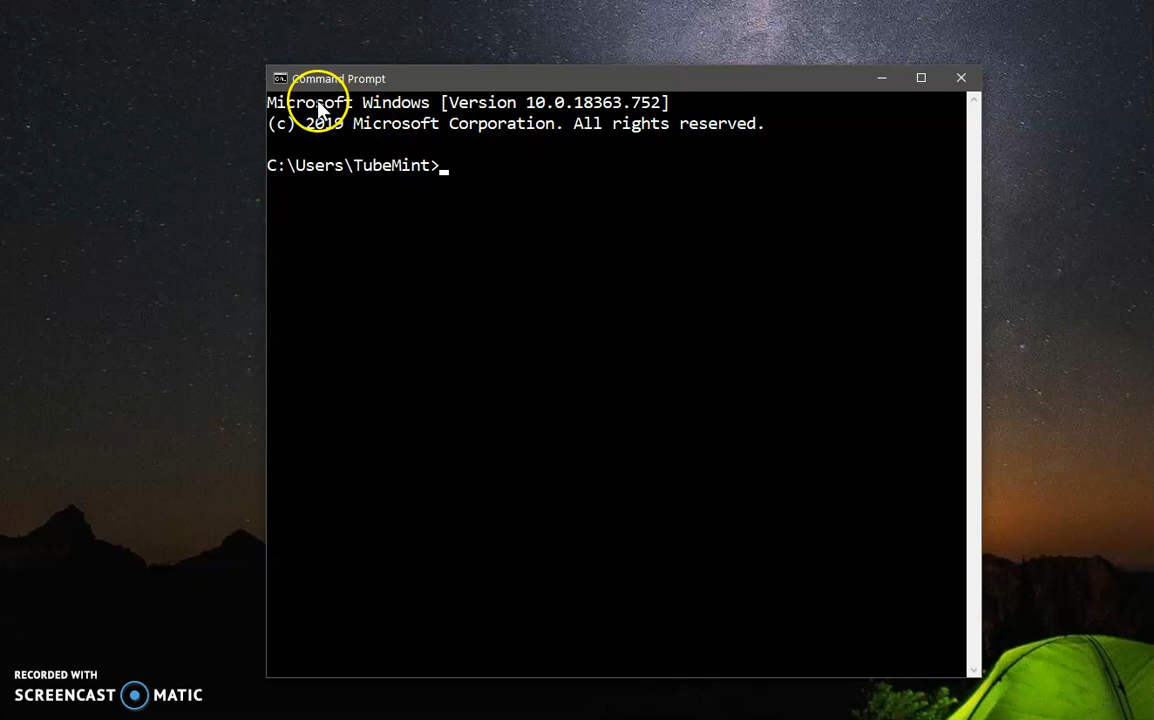 Command Prompt
Microsoft Windows [Version 10.0.18363.752]
(c) 2019 Microsoft Corporation. All rights reserved.
C:\Users\TubeMint>
RECORDED WITH
SCREENCAST MATIC